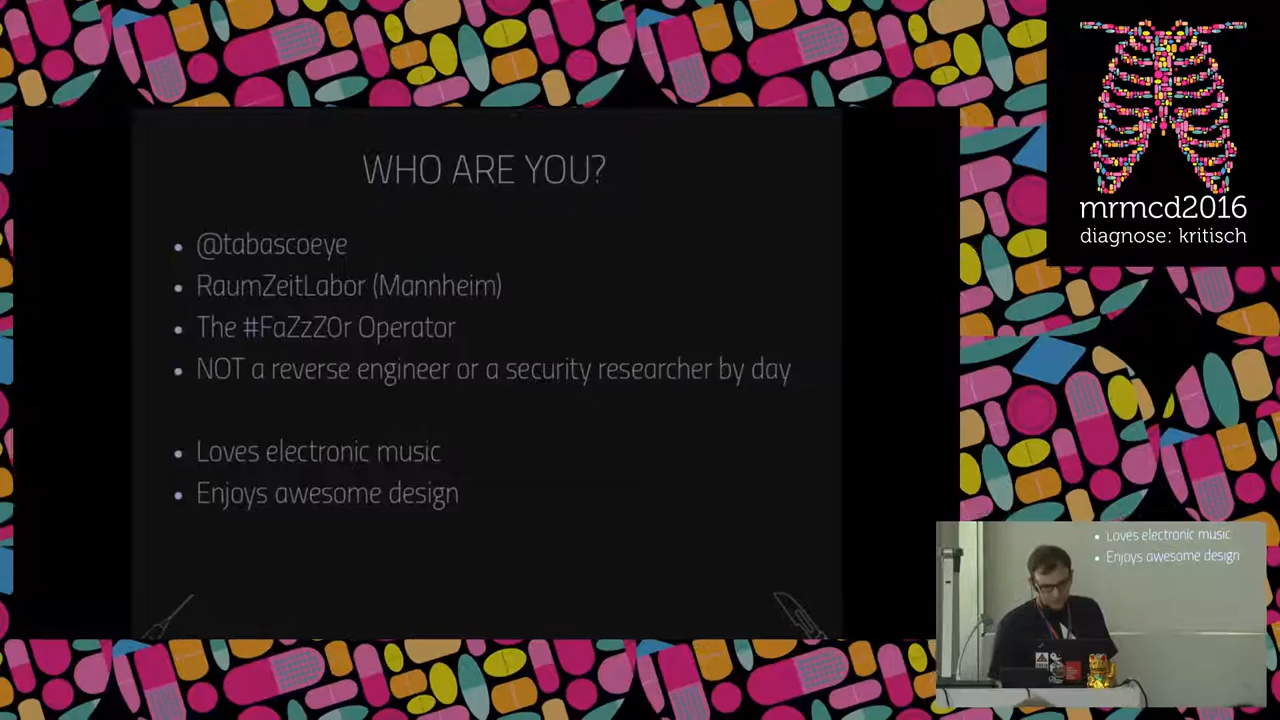 WHO ARE YOU?
@tabascoeye
RaumZeitLabor (Mannheim)
The #FaZzZ0r Operator
NOT a reverse engineer or a security researcher by day
Loves electronic music
Enjoys awesome design
mrmcd2016
diagnose: kritisch
Loves electronic music
Enjoys awesome design